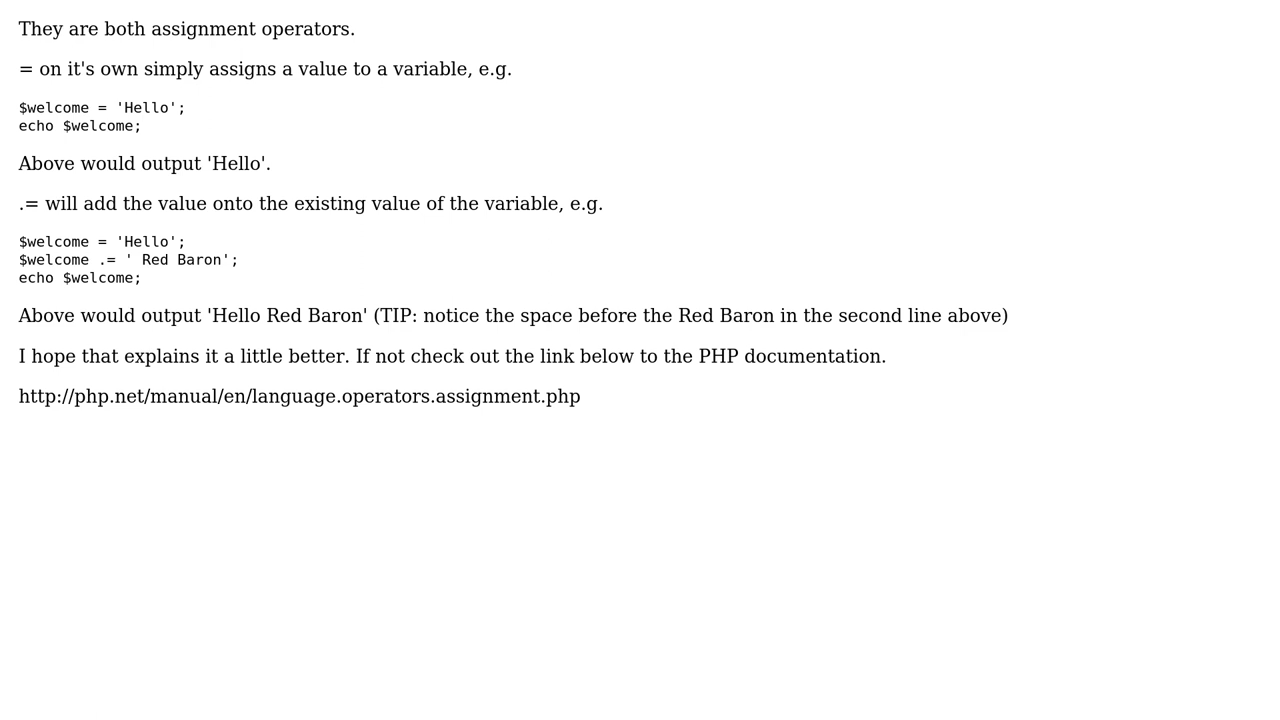 They are both assignment operators.
= on it's own simply assigns a value to a variable, e.g.
$welcome = 'Hello';
echo $welcome;
Above would output 'Hello'.
.= will add the value onto the existing value of the variable, e.g.
$welcome = 'Hello';
$welcome .= ' Red Baron';
echo $welcome;
Above would output 'Hello Red Baron' (TIP: notice the space before the Red Baron in the second line above)
I hope that explains it a little better. If not check out the link below to the PHP documentation.
http://php.net/manual/en/language.operators.assignment.php